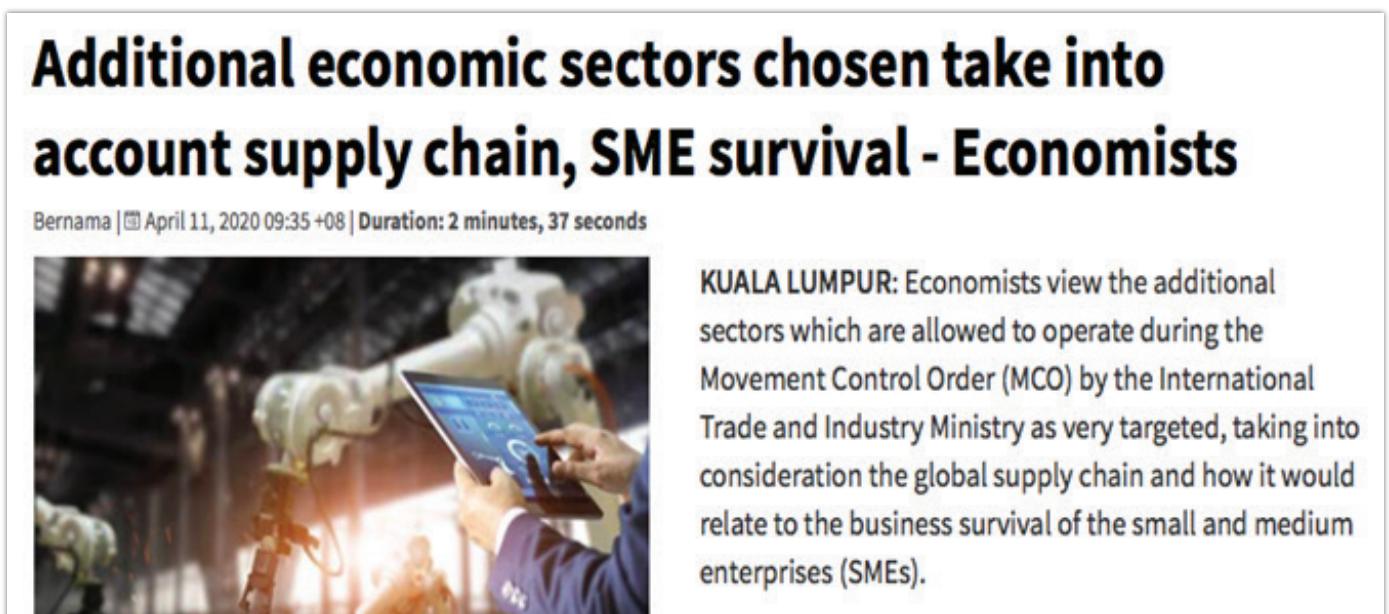 Additional economic sectors chosen take into
account supply chain, SME survival - Economists
Bernama | April 11, 2020 09:35 +08 | Duration: 2 minutes, 37 seconds
KUALA LUMPUR: Economists view the additional
sectors which are allowed to operate during the
Movement Control Order (MCO) by the International
Trade and Industry Ministry as very targeted, taking into
consideration the global supply chain and how it would
relate to the business survival of the small and medium
enterprises (SMEs).